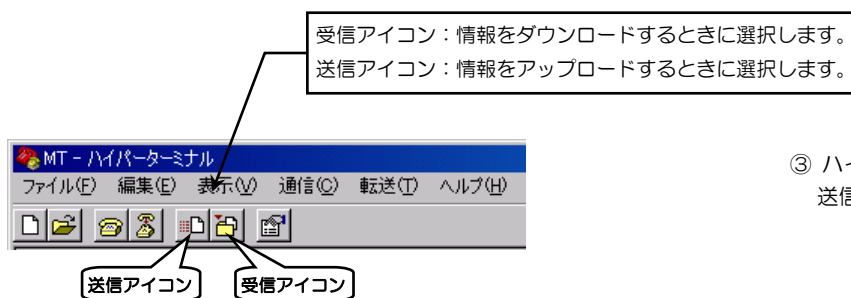 受信アイコン：情報をダウンロードするときに選択します。
送信アイコン：情報をアップロードするときに選択します。
MT - ハイパーターミナル
ファイル(F) 編集(E) 表示(V) 通信(C) 転送(T) ヘルプ(H)
③ ハイ
送信
送信アイコン 受信アイコン